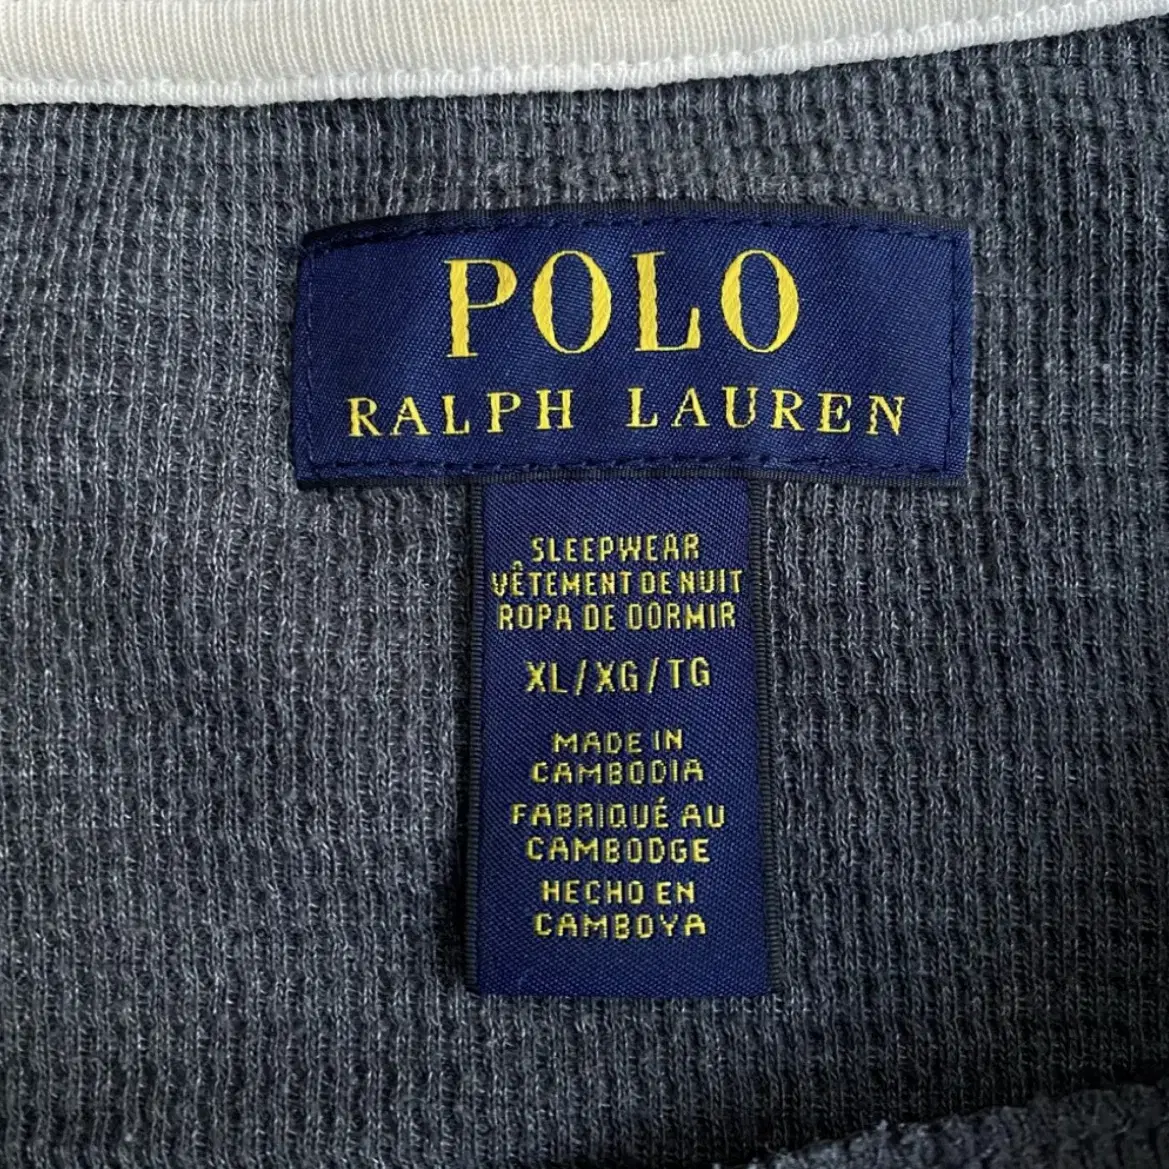 POLO
RALPH LAUREN
SLEEPWEAR
VÊTEMENT DE NUIT
ROPA DE DORMIR
XL/XG/TG
MADE IN
CAMBODIA
FABRIQUÉ AU
CAMBODGE
HECHO EN
CAMBOYA